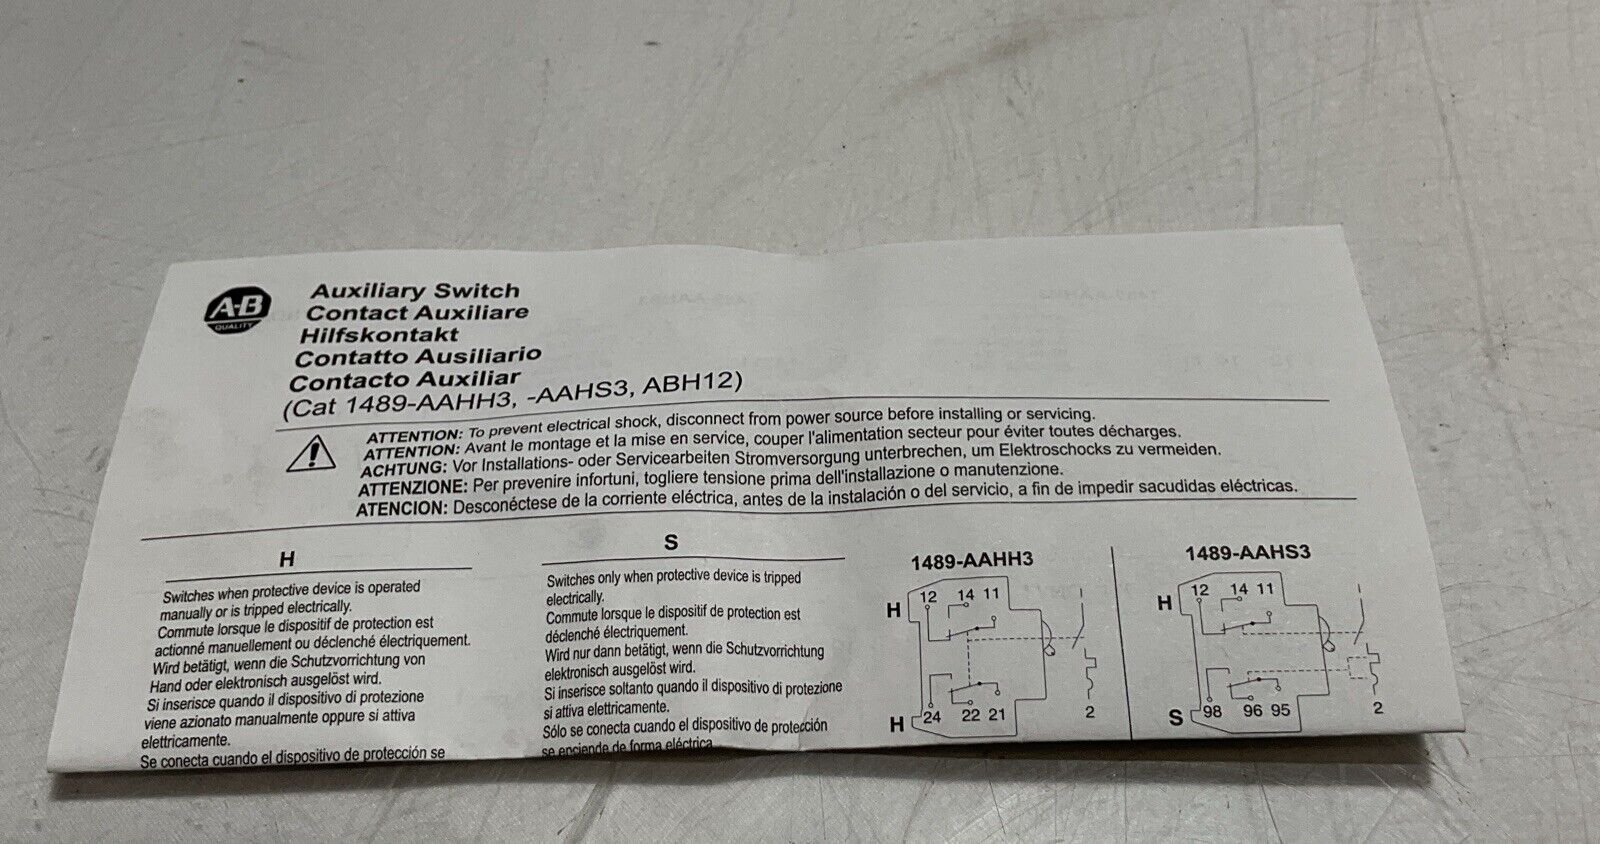 A-B
QUALITY
Auxiliary Switch
Contact Auxiliare
Hilfskontakt
Contatto Ausiliario
Contacto Auxiliar
(Cat 1489-AAHH3, -AAHS3, ABH12)
ATTENTION: To prevent electrical shock, disconnect from power source before installing or servicing.
ATTENTION: Avant le montage et la mise en service, couper l'alimentation secteur pour éviter toutes décharges.
ACHTUNG: Vor Installations- oder Servicearbeiten Stromversorgung unterbrechen, um Elektroschocks zu vermeiden.
ATTENZIONE: Per prevenire infortuni, togliere tensione prima dell'installazione o manutenzione.
ATENCION: Desconéctese de la corriente eléctrica, antes de la instalación o del servicio, a fin de impedir sacudidas eléctricas.
H
Switches when protective device is operated
manually or is tripped electrically.
Commute lorsque le dispositif de protection est
actionné manuellement ou déclenché électriquement.
Wird betätigt, wenn die Schutzvorrichtung von
Hand oder elektronisch ausgelöst wird.
Si inserisce quando il dispositivo di protezione
viene azionato manualmente oppure si attiva
elettricamente.
Se conecta cuando el dispositivo de protección se
S
Switches only when protective device is tripped
electrically.
Commute lorsque le dispositif de protection est
déclenché électriquement.
Wird nur dann betätigt, wenn die Schutzvorrichtung
elektronisch ausgelöst wird.
Si inserisce soltanto quando il dispositivo di protezione
si attiva elettricamente.
Sólo se conecta cuando el dispositivo de protección
se enciende de forma eléctrica
1489-AAHH3
H 12 14 11 1
H 24 22 21 2
1489-AAHS3
H 12 14 11 1
S 98 96 95 2